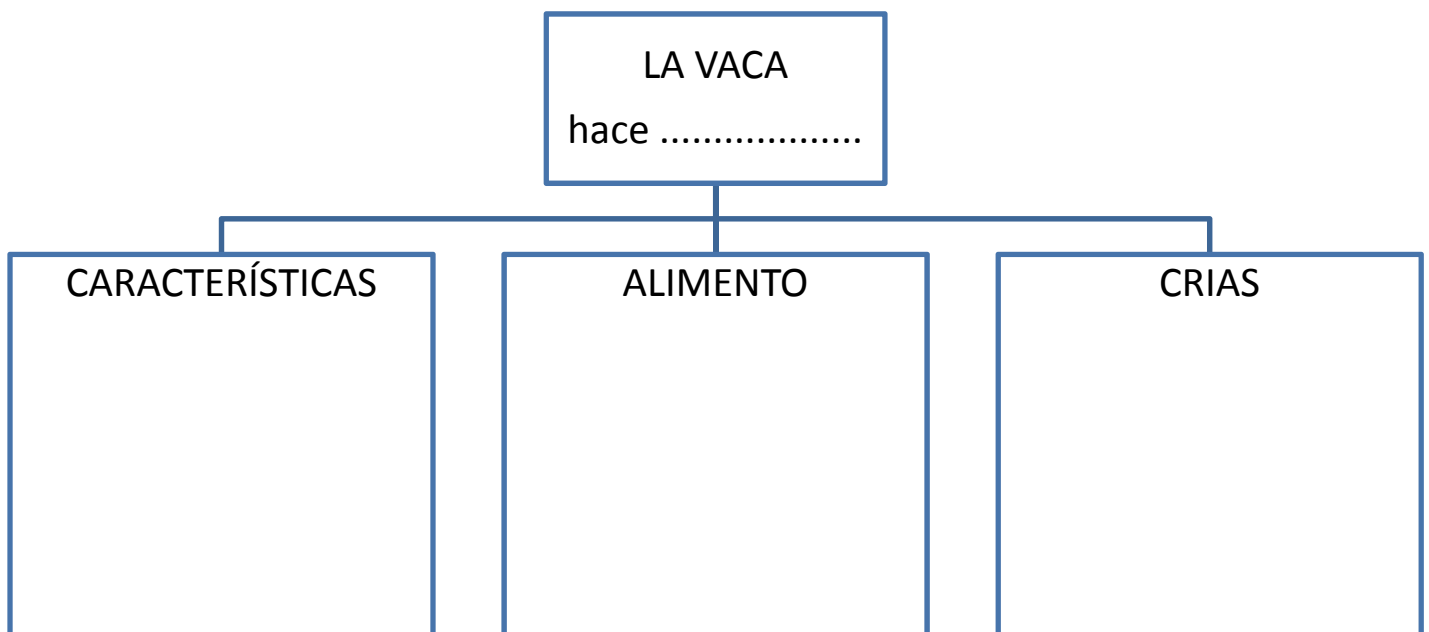 LA VACA
hace ...................
CARACTERÍSTICAS
ALIMENTO
CRIAS